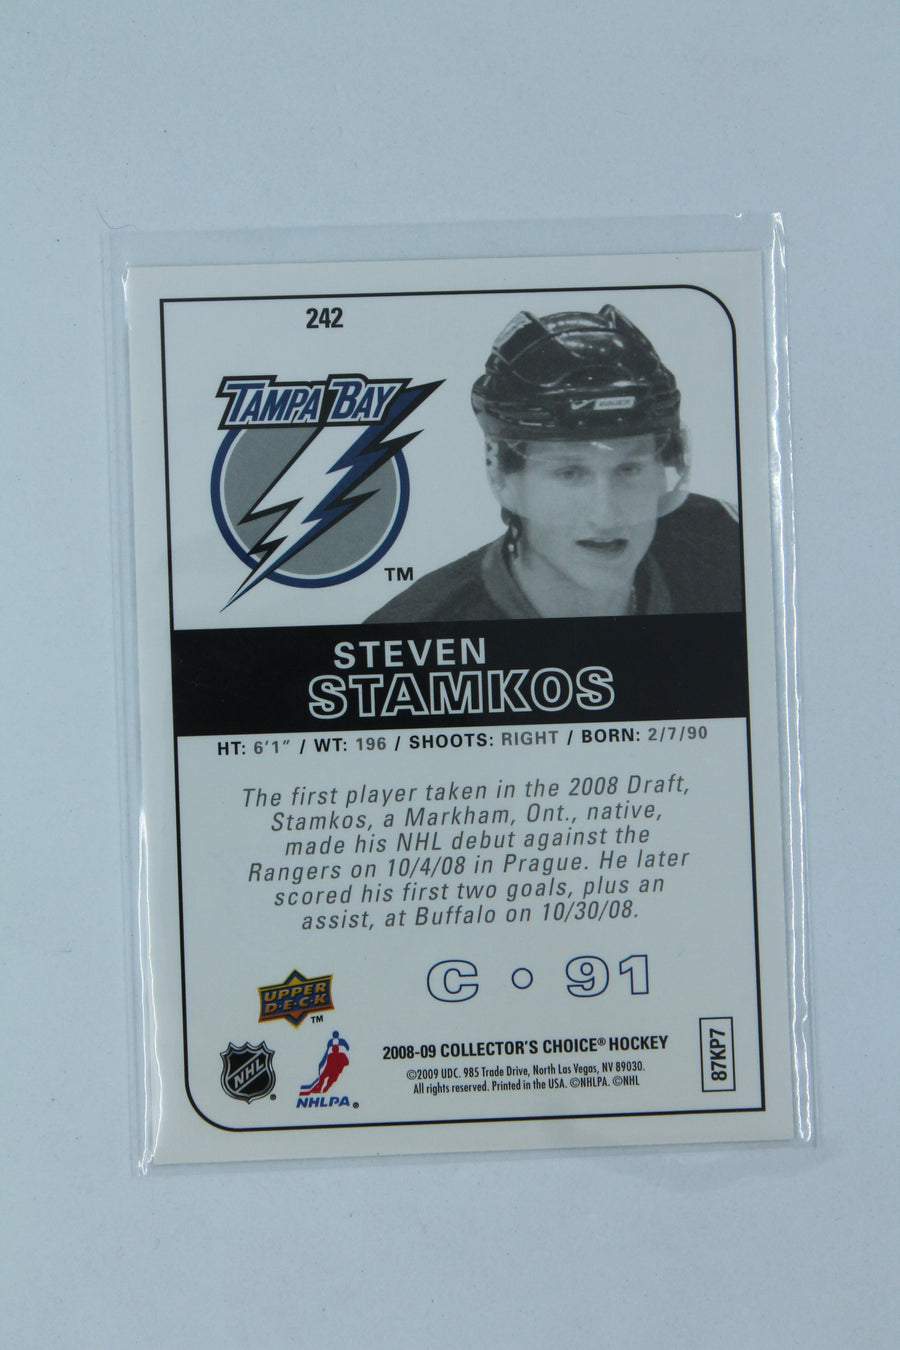 242
TAMPA BAY
TM
BAUER
STEVEN
STAMKOS
HT: 6'1" / WT: 196 / SHOOTS: RIGHT / BORN: 2/7/90
The first player taken in the 2008 Draft,
Stamkos, a Markham, Ont., native,
made his NHL debut against the
Rangers on 10/4/08 in Prague. He later
scored his first two goals, plus an
assist, at Buffalo on 10/30/08.
C • 91
UPPER
D·E·C·K
TM
NHL
®
NHLPA®
2008-09 COLLECTOR'S CHOICE® HOCKEY
©2009 UDC. 985 Trade Drive, North Las Vegas, NV 89030.
All rights reserved. Printed in the USA. ©NHLPA. ©NHL
87KP7